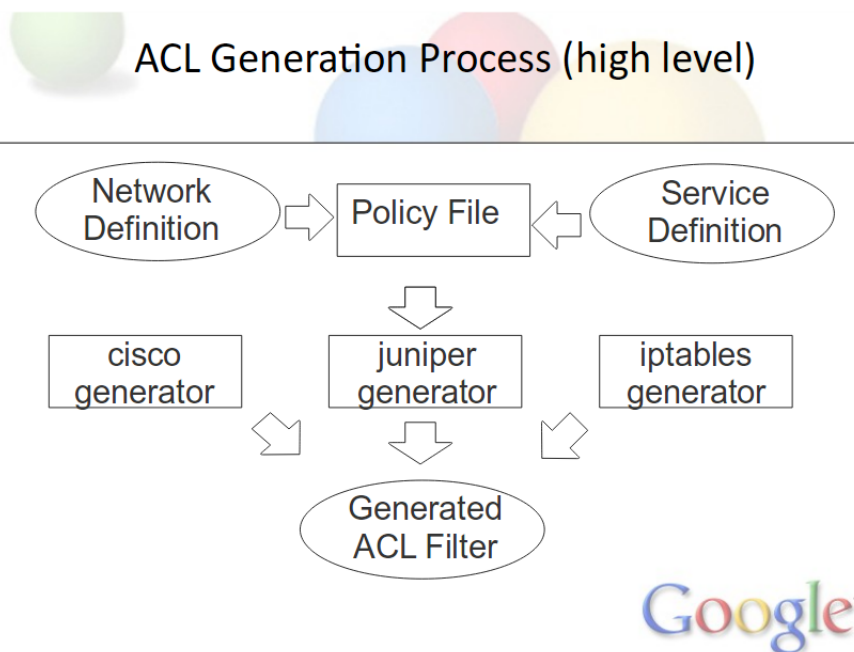 ACL Generation Process (high level)
Network
Definition
Policy File
Service
Definition
cisco
generator
juniper
generator
iptables
generator
Generated
ACL Filter
Google